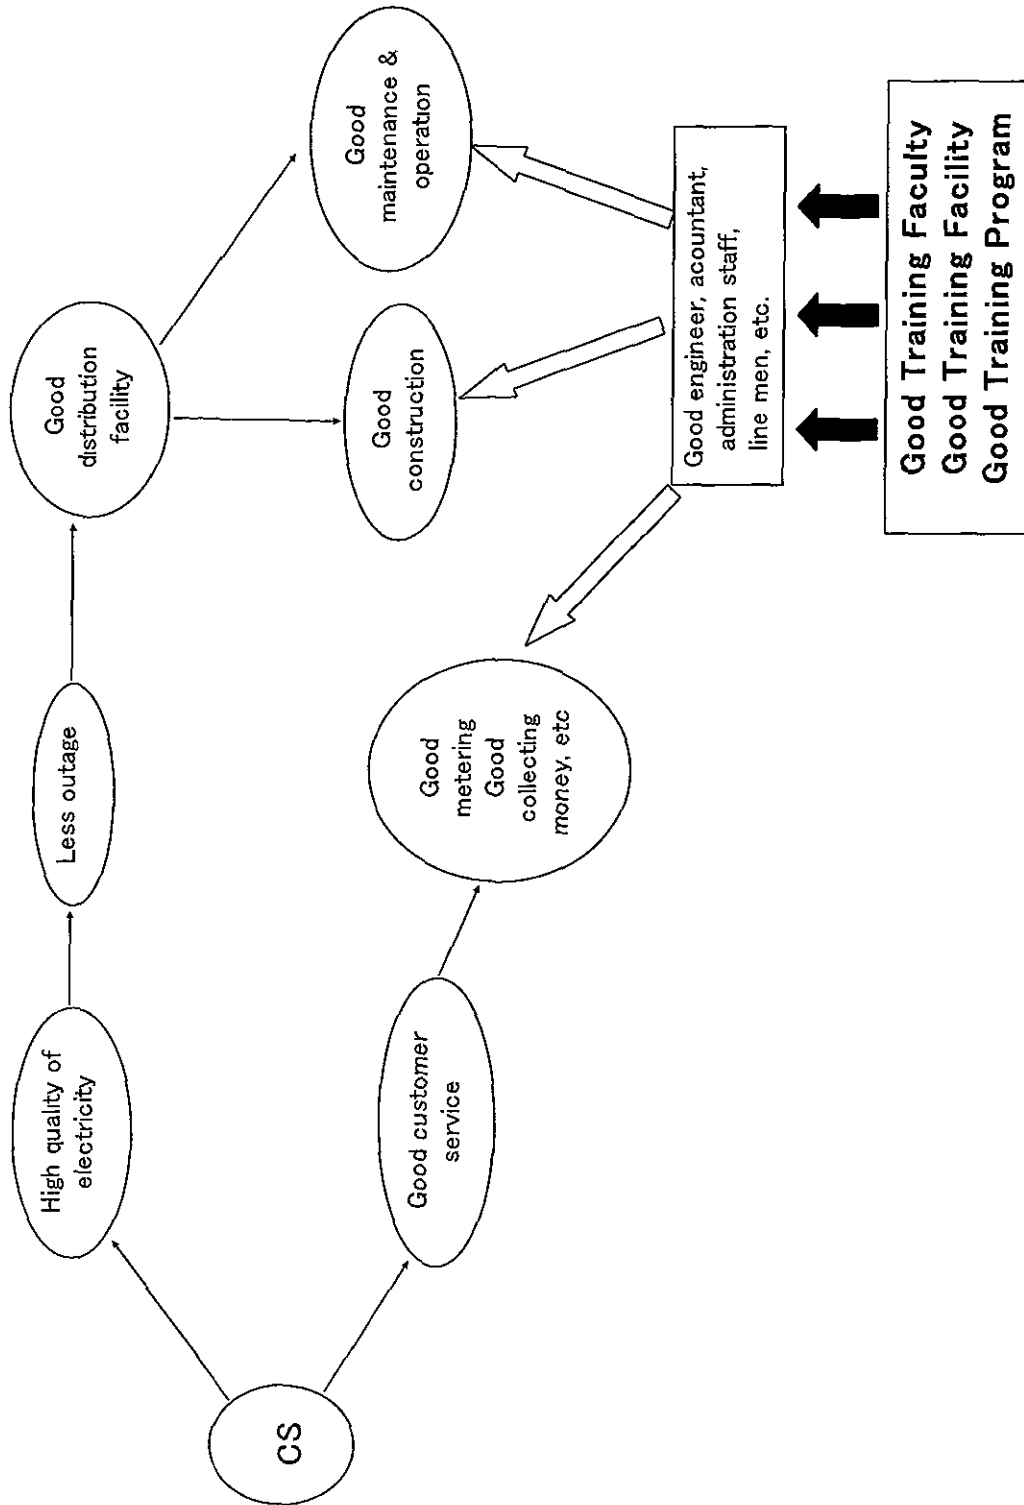 CS
High quality of
electricity
Less outage
Good
distribution
facility
Good customer
service
Good
metering
Good
collecting
money, etc
Good
construction
Good
maintenance &
operation
Good engineer, acountant,
administration staff,
line men, etc.
Good Training Faculty
Good Training Facility
Good Training Program